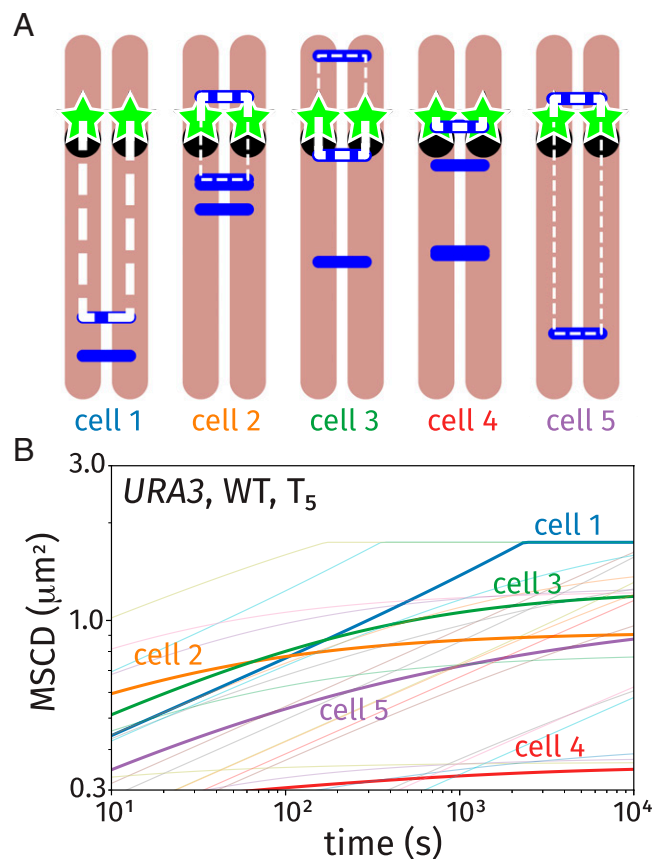 A
cell 1 cell 2 cell 3 cell 4 cell 5
B
URA3, WT, T₅
MSCD (μm²)
3.0
1.0
0.3
cell 1
cell 3
cell 2
cell 5
cell 4
10¹ 10² 10³ 10⁴
time (s)